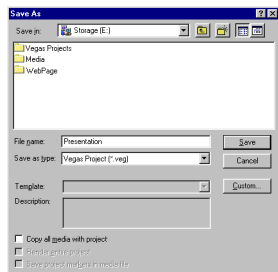 Save As
Save in: Storage (E:)
Vegas Projects
Media
WebPage
File name: Presentation Save
Save as type: Vegas Project (*.veg) Cancel
Template: Custom...
Description:
Copy all media with project
Render entire project
Save project markers in media file